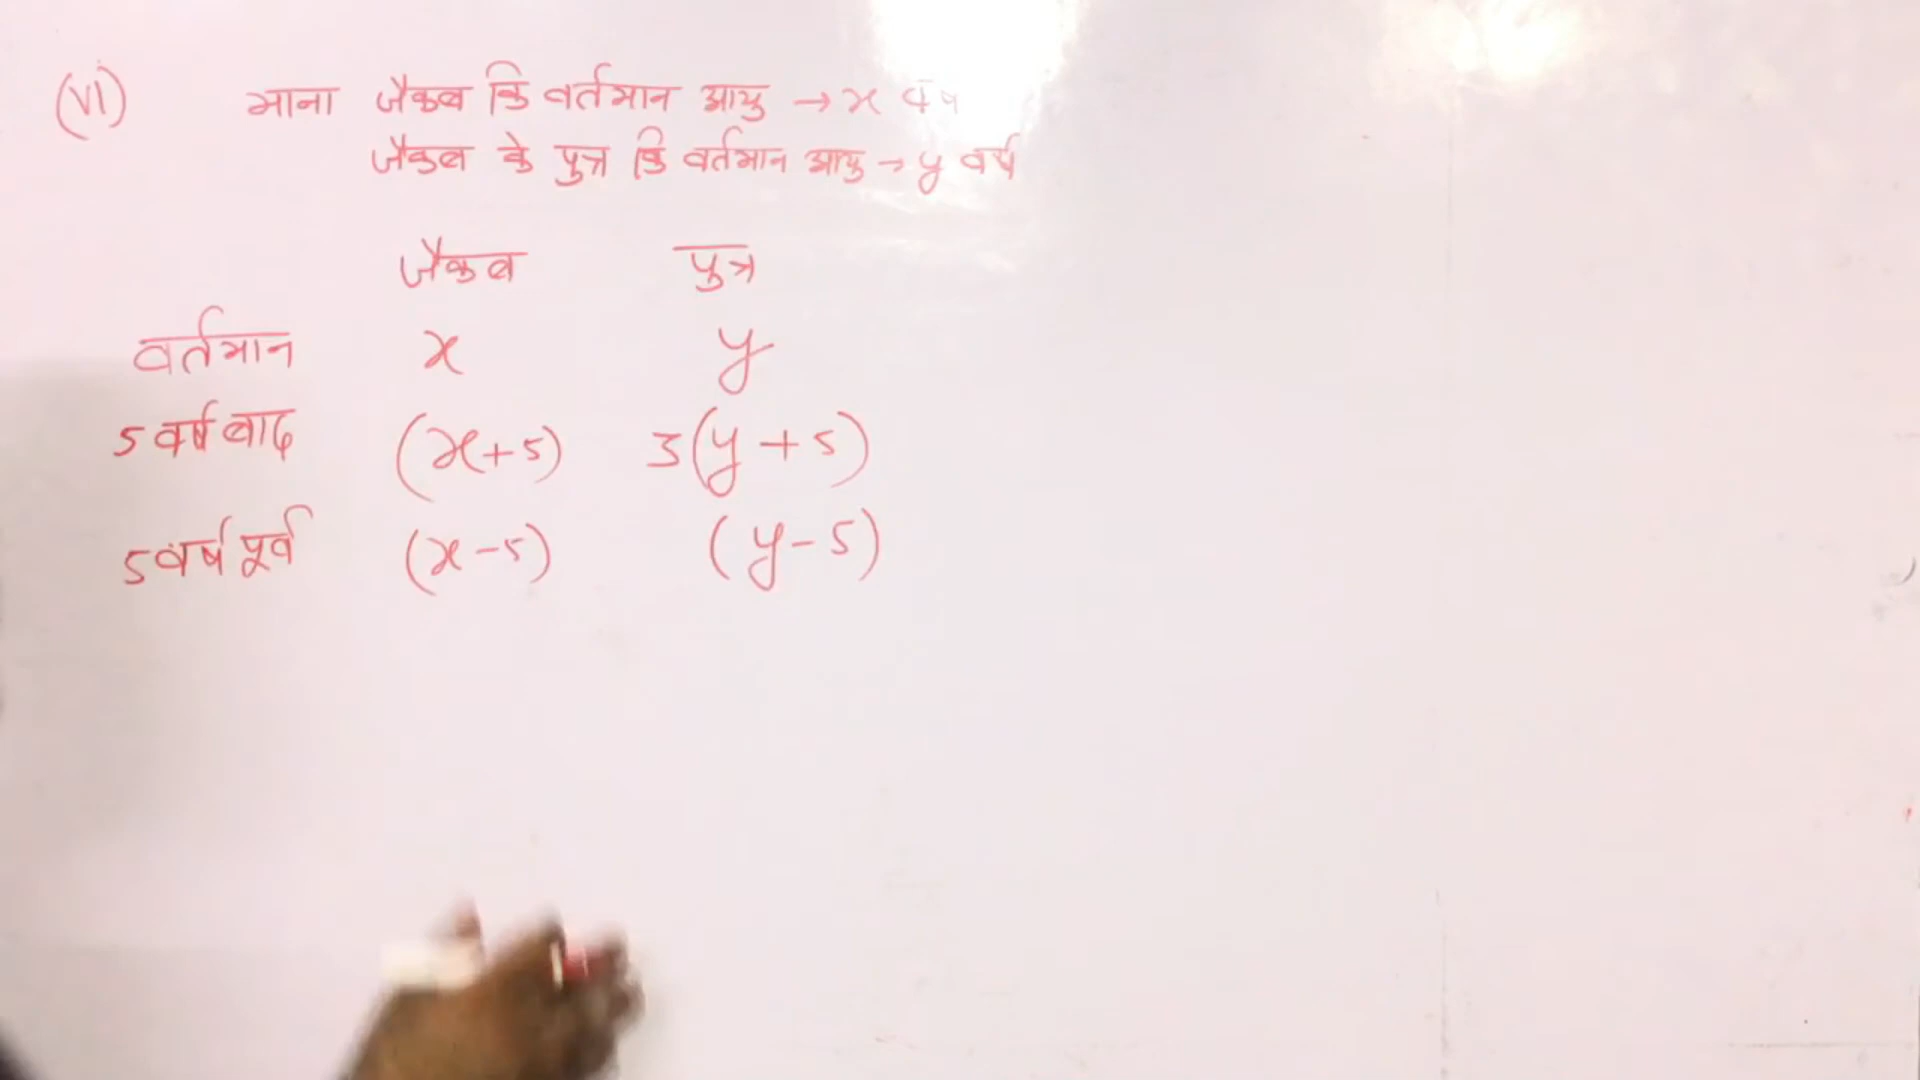 (vi) माना जैकब कि वर्तमान आयु → x वर्ष
जैकब के पुत्र कि वर्तमान आयु → y वर्ष
जैकब पुत्र
वर्तमान x y
5 वर्ष बाद (x+5) 3(y+5)
5 वर्ष पूर्व (x-5) (y-5)